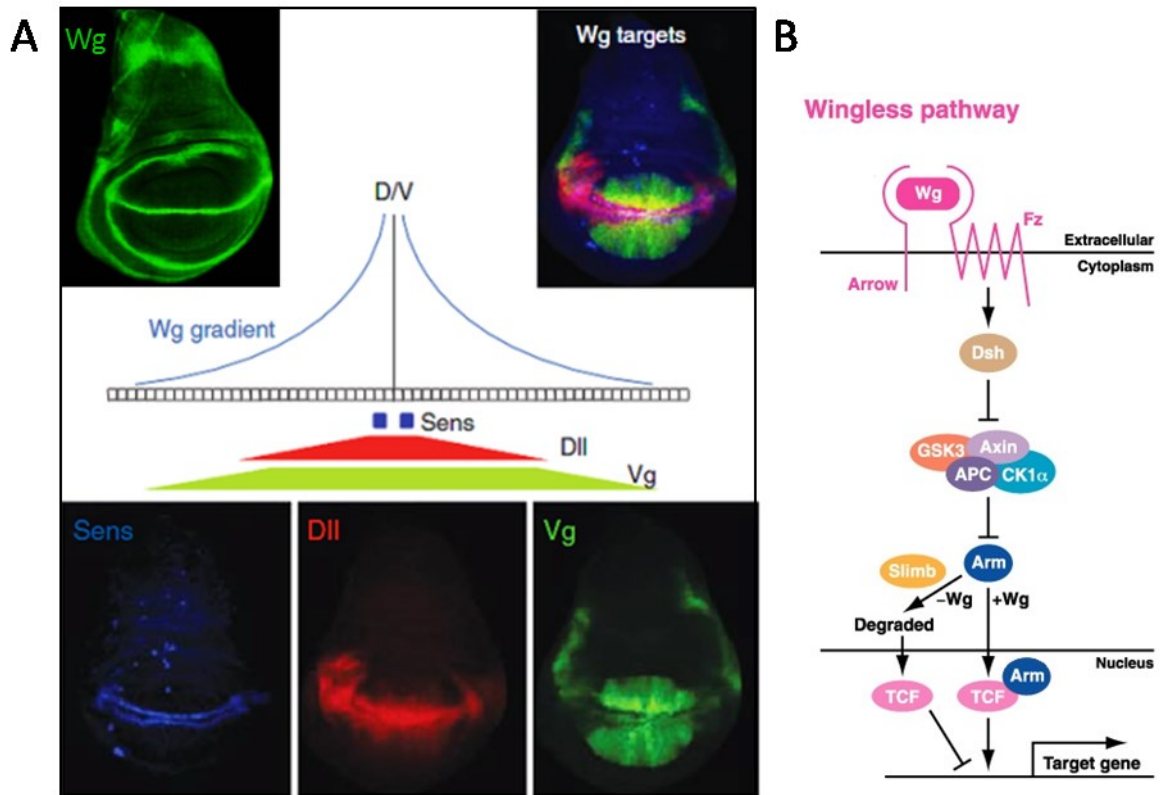 A
Wg
Wg targets
D/V
Wg gradient
Sens
Dll
Vg
Sens
Dll
Vg
B
Wingless pathway
Wg
Fz
Extracellular
Cytoplasm
Arrow
Dsh
GSK3
Axin
APC
CK1α
Slimb
Arm
–Wg
+Wg
Degraded
Nucleus
Arm
TCF
TCF
Target gene